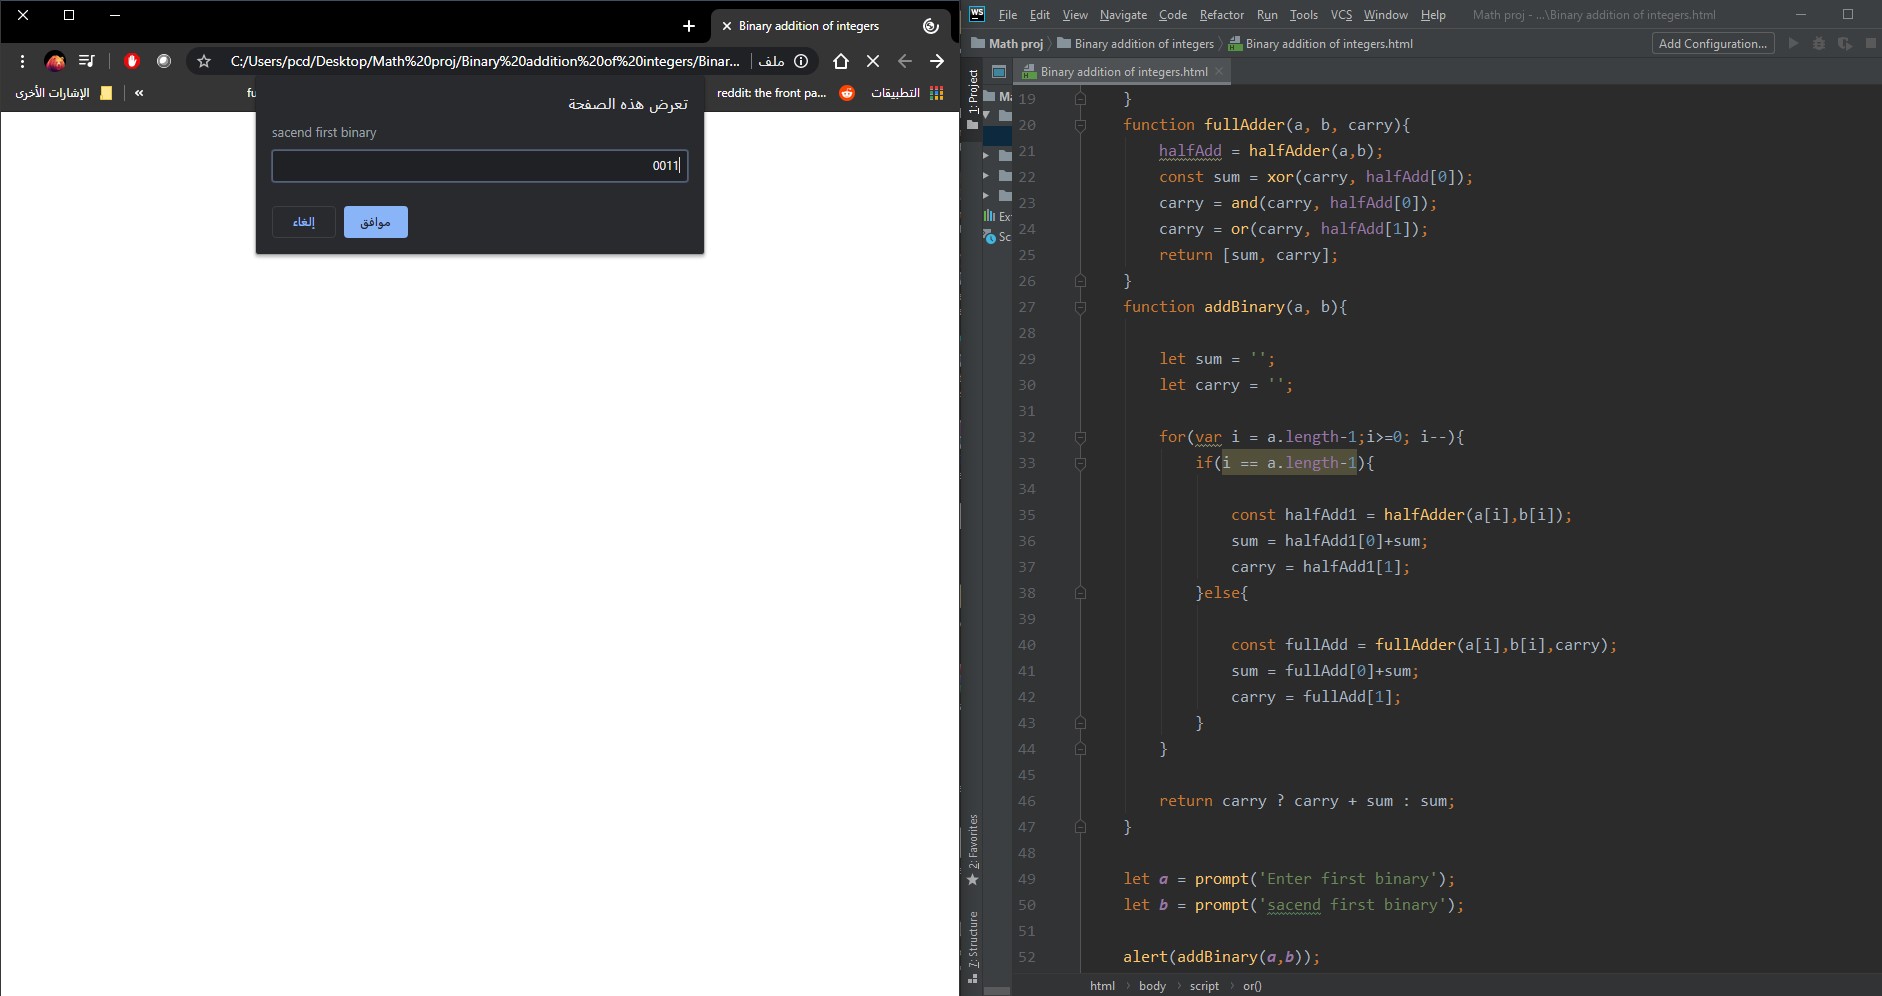 Binary addition of integers
C:/Users/pcd/Desktop/Math%20proj/Binary%20addition%20of%20integers/Binar...
ملف
الإشارات الأخرى
«
fu
reddit: the front pa...
التطبيقات
تعرض هذه الصفحة
sacend first binary
0011
إلغاء
موافق
WS File Edit View Navigate Code Refactor Run Tools VCS Window Help Math proj - ...\Binary addition of integers.html
Math proj Binary addition of integers Binary addition of integers.html Add Configuration...
Binary addition of integers.html
1: Project
Ma
Ex
Sc
2: Favorites
7: Structure
19 }
20 function fullAdder(a, b, carry){
21 halfAdd = halfAdder(a,b);
22 const sum = xor(carry, halfAdd[0]);
23 carry = and(carry, halfAdd[0]);
24 carry = or(carry, halfAdd[1]);
25 return [sum, carry];
26 }
27 function addBinary(a, b){
28
29 let sum = '';
30 let carry = '';
31
32 for(var i = a.length-1;i>=0; i--){
33 if(i == a.length-1){
34
35 const halfAdd1 = halfAdder(a[i],b[i]);
36 sum = halfAdd1[0]+sum;
37 carry = halfAdd1[1];
38 }else{
39
40 const fullAdd = fullAdder(a[i],b[i],carry);
41 sum = fullAdd[0]+sum;
42 carry = fullAdd[1];
43 }
44 }
45
46 return carry ? carry + sum : sum;
47 }
48
49 let a = prompt('Enter first binary');
50 let b = prompt('sacend first binary');
51
52 alert(addBinary(a,b));
html body script or()